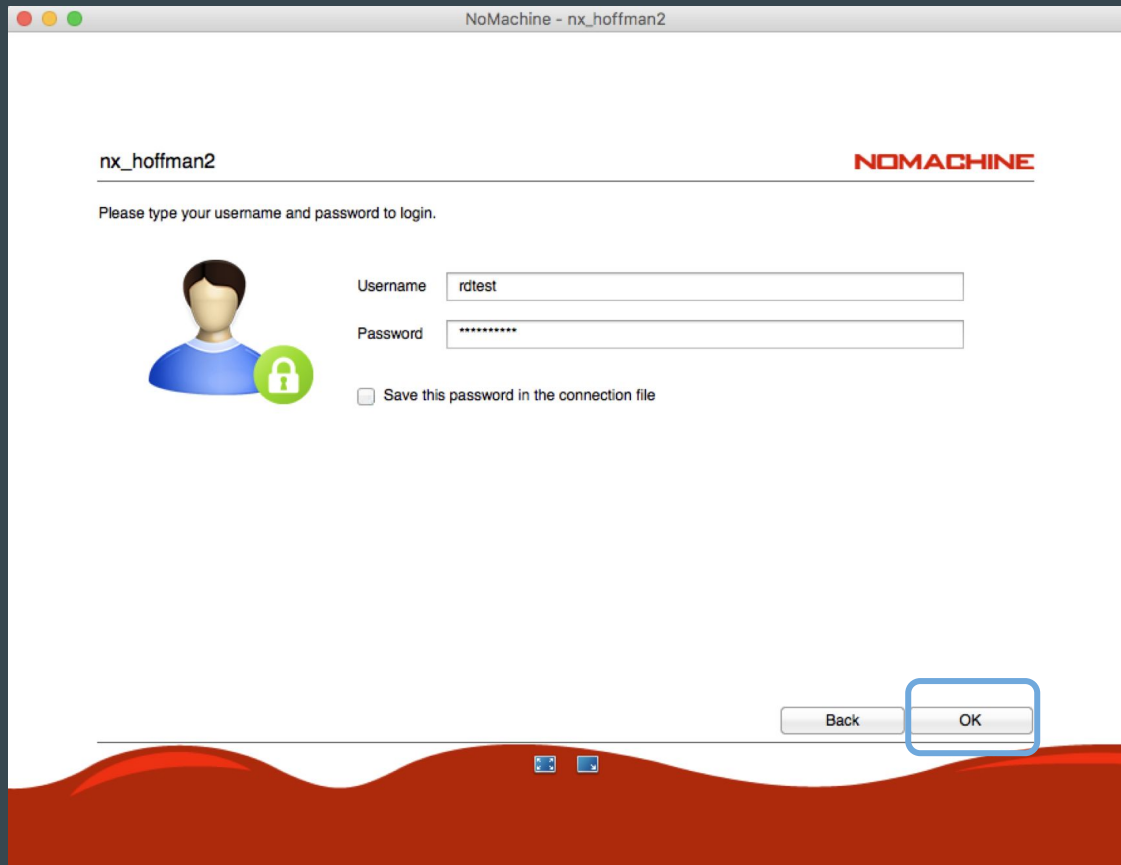 NoMachine - nx_hoffman2
nx_hoffman2
NOMACHINE
Please type your username and password to login.
Username rdtest
Password **********
Save this password in the connection file
Back OK